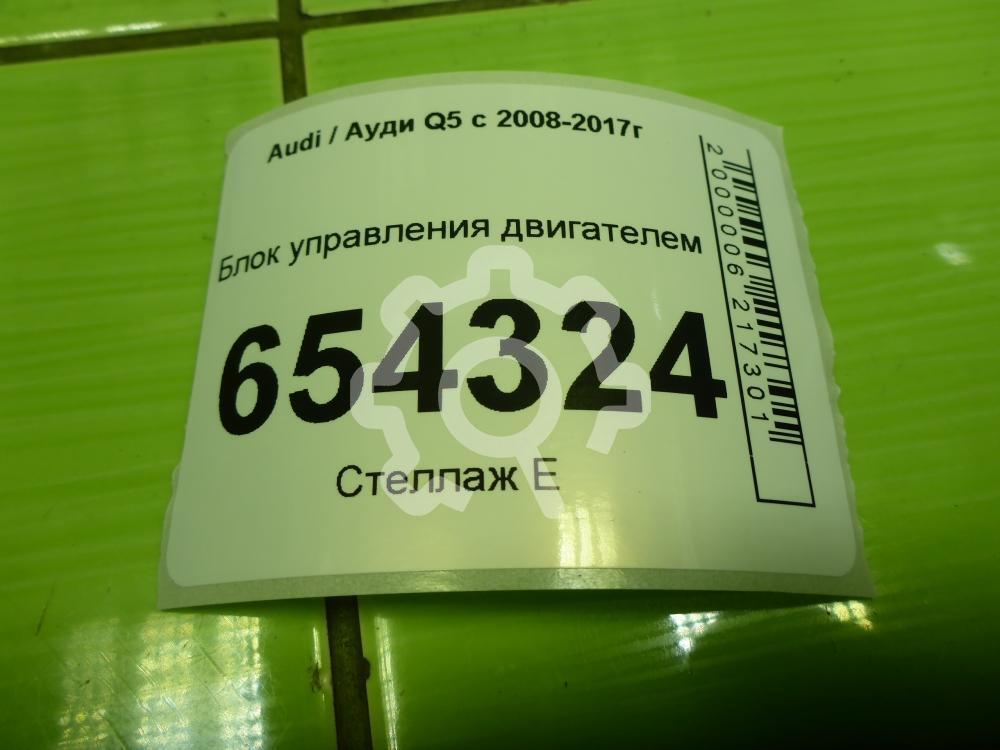 Audi / Ауди Q5 с 2008-2017г
Блок управления двигателем
654324
Стеллаж Е
2000006217301